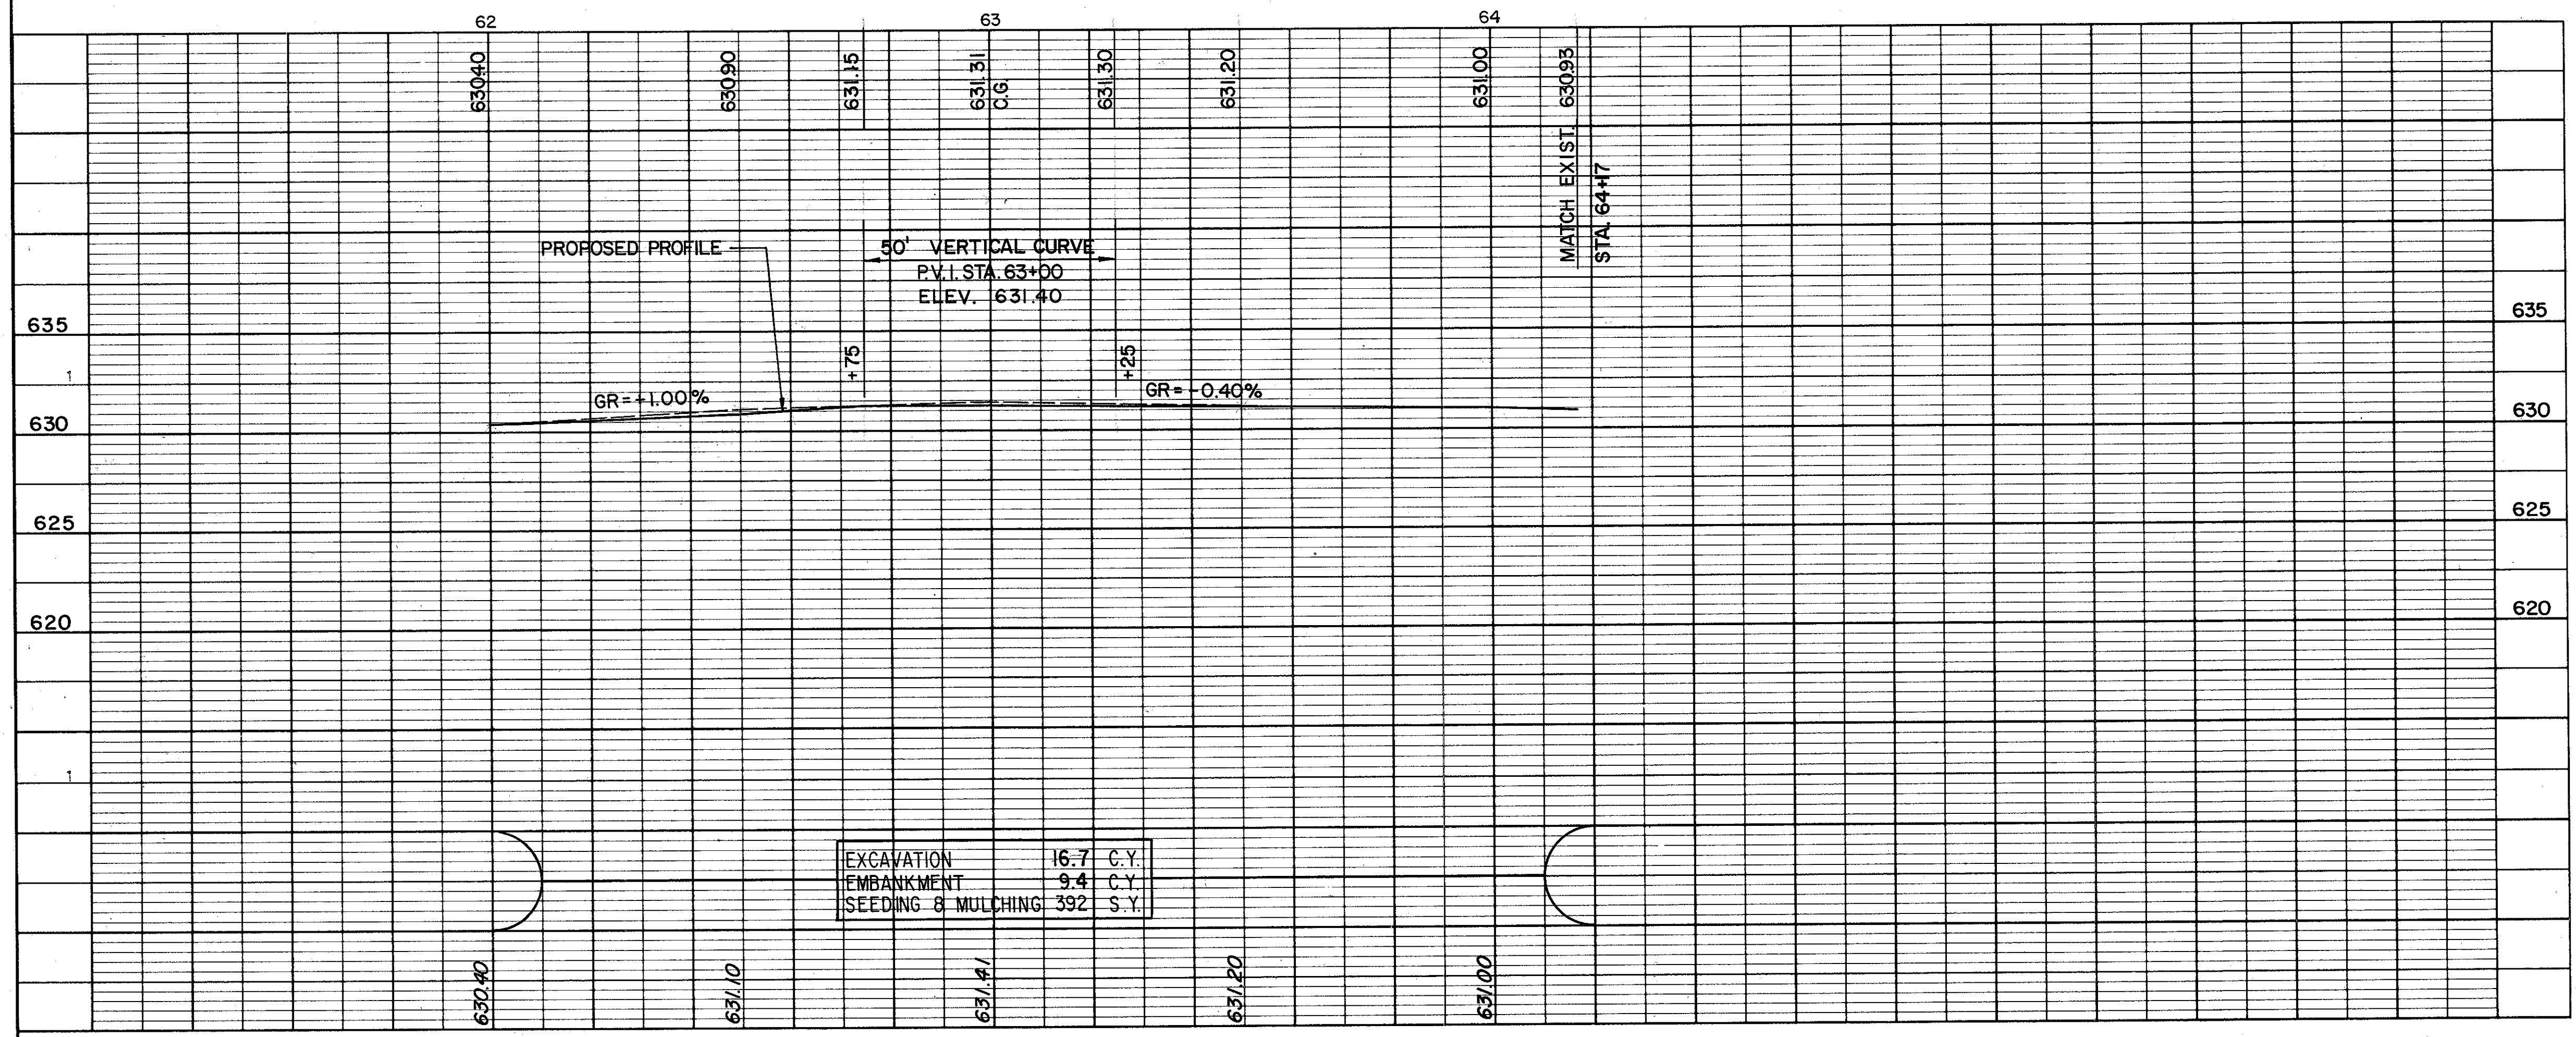 62 63 64
630.40 630.90 631.15 631.31 631.30 631.20 631.00 630.93
C.G.
MATCH EXIST.
STA. 64+17
PROPOSED PROFILE
50' VERTICAL CURVE
P.V.I. STA. 63+00
ELEV. 631.40
635 635
+75 +25
1
GR=+1.00% GR=-0.40%
630 630
625 625
620 620
1
EXCAVATION 16.7 C.Y.
EMBANKMENT 9.4 C.Y.
SEEDING & MULCHING 392 S.Y.
630.40 631.10 631.41 631.20 631.00